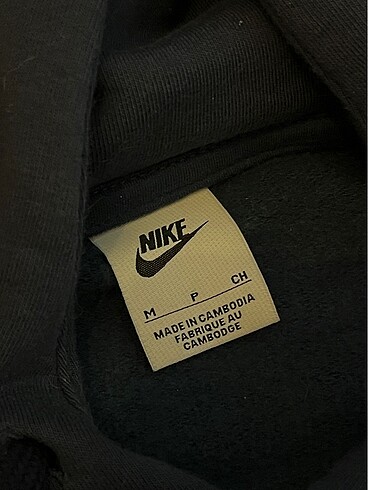 NIKE
M P CH
MADE IN CAMBODIA
FABRIQUE AU
CAMBODGE